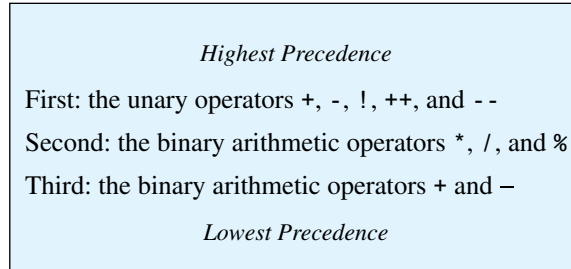 Highest Precedence
First: the unary operators +, -, !, ++, and --
Second: the binary arithmetic operators *, /, and %
Third: the binary arithmetic operators + and –
Lowest Precedence